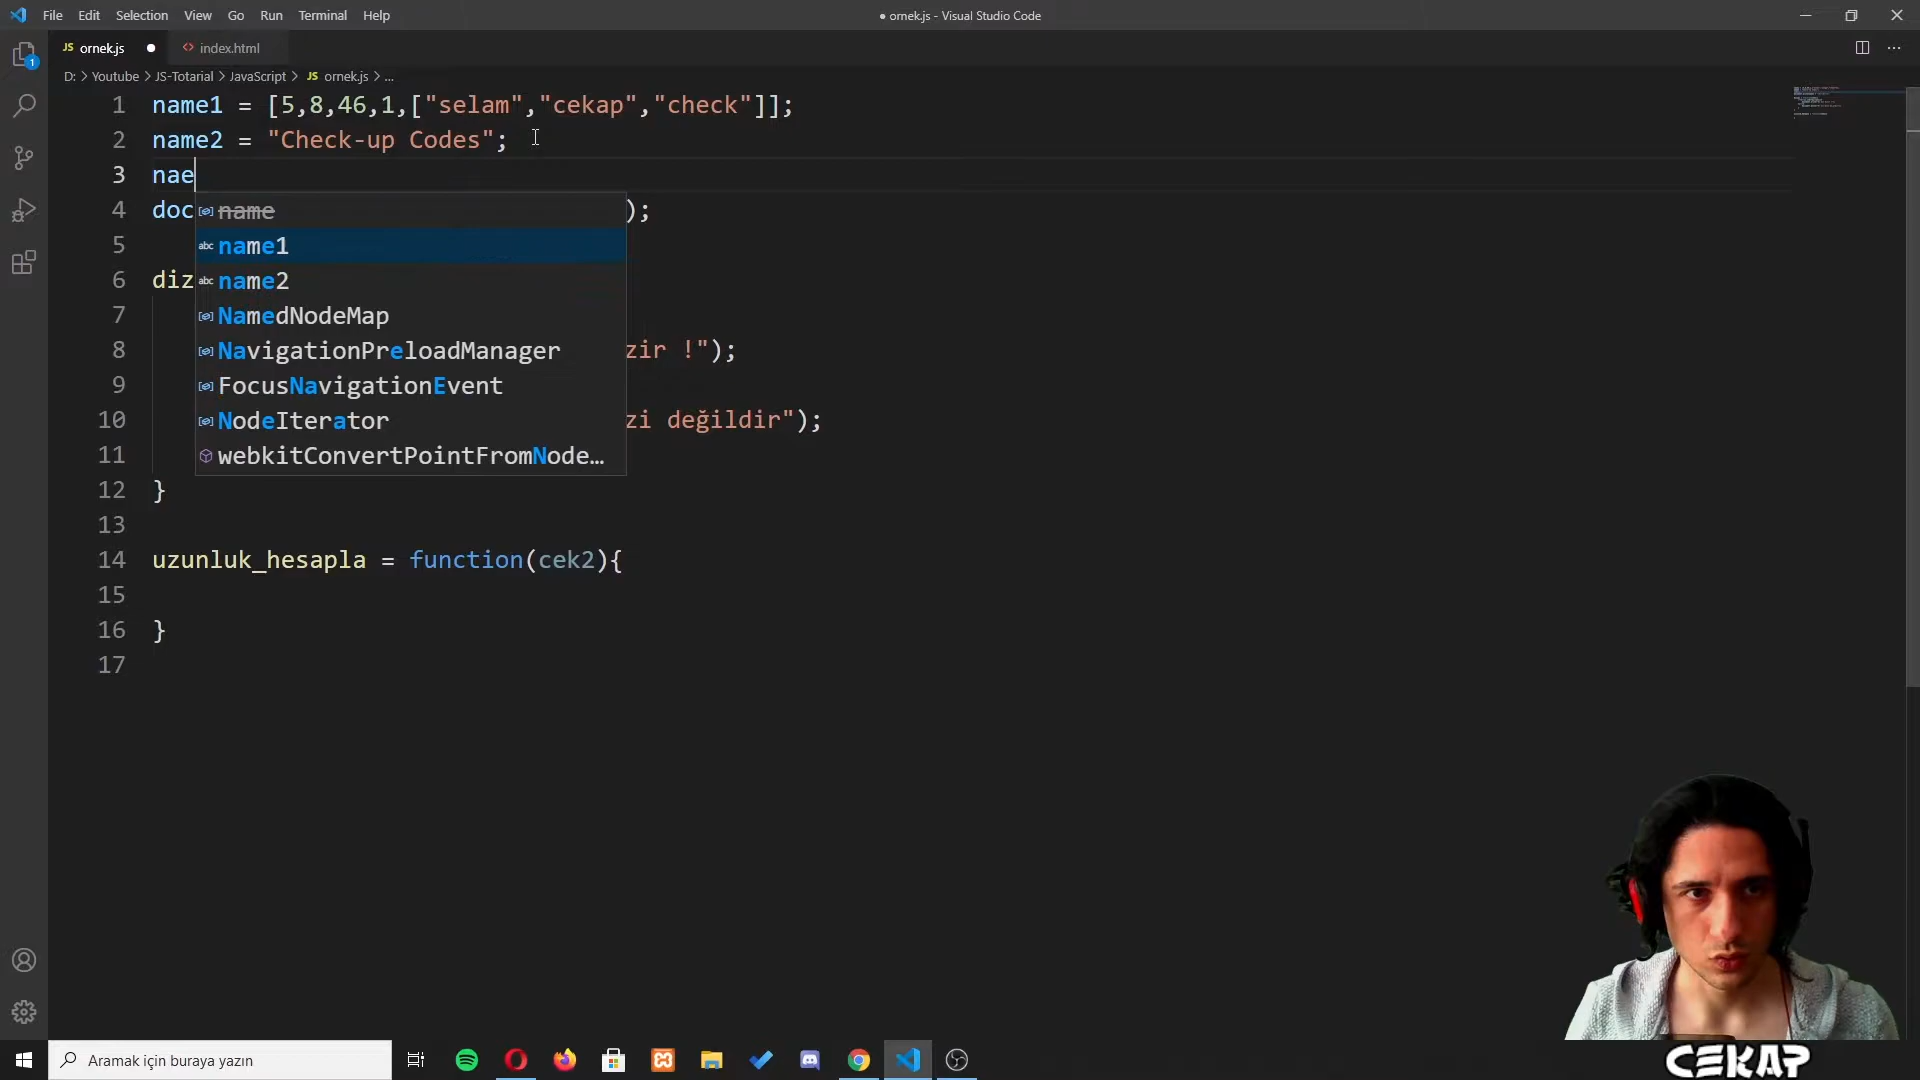 File Edit Selection View Go Run Terminal Help
● ornek.js - Visual Studio Code
JS ornek.js ●
<> index.html
D: > Youtube > JS-Totarial > JavaScript > JS ornek.js > ...
1 name1 = [5,8,46,1,["selam","cekap","check"]];
2 name2 = "Check-up Codes";
3 nae
4 doc );
name
5
abc name1
6 diz
abc name2
7
NamedNodeMap
8 zir !");
NavigationPreloadManager
9
FocusNavigationEvent
10 zi değildir");
NodeIterator
11
webkitConvertPointFromNode...
12 }
13
14 uzunluk_hesapla = function(cek2){
15
16 }
17
1
Aramak için buraya yazın
CEKAP